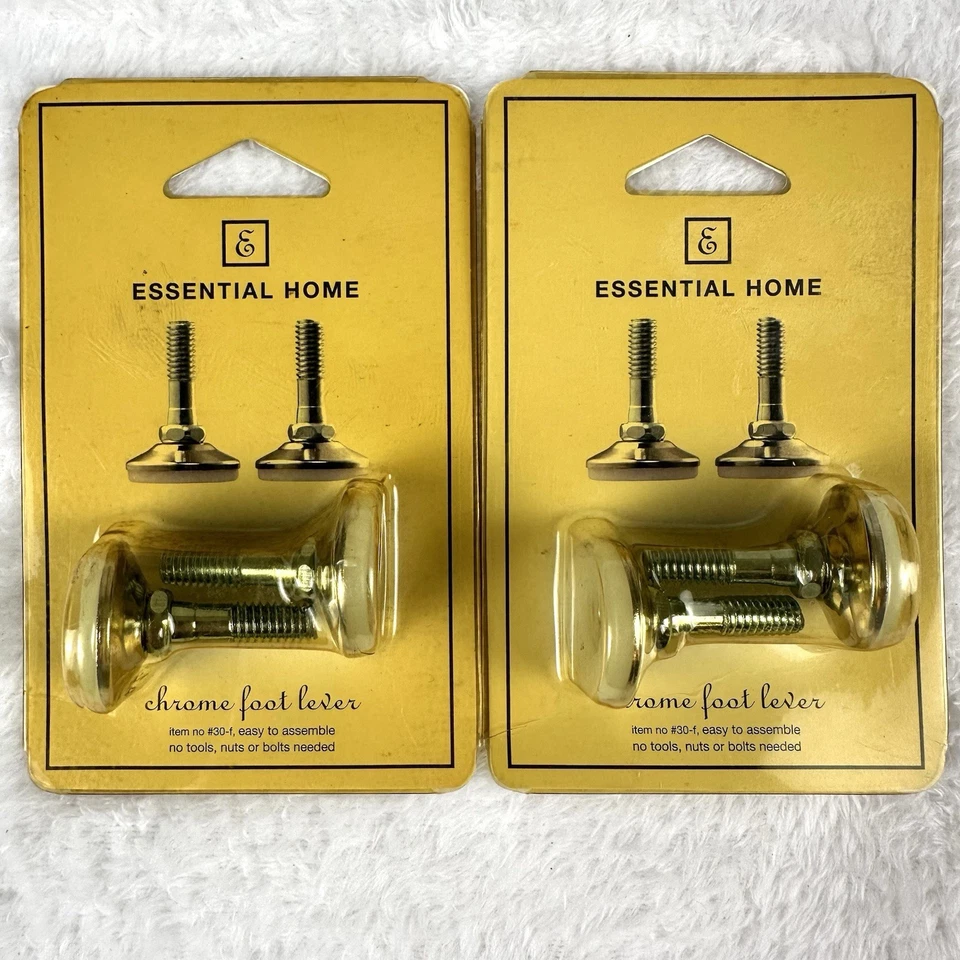 E
ESSENTIAL HOME
chrome foot lever
item no #30-f, easy to assemble
no tools, nuts or bolts needed
E
ESSENTIAL HOME
rome foot lever
item no #30-f, easy to assemble
no tools, nuts or bolts needed